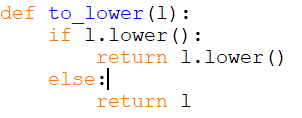 def to_lower(l):
    if l.lower():
        return l.lower()
    else:
        return l